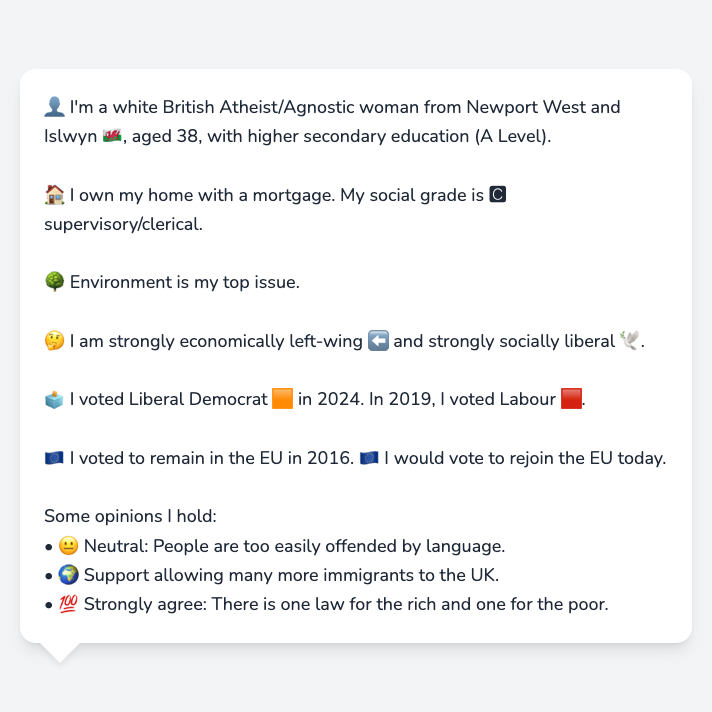 👤 I'm a white British Atheist/Agnostic woman from Newport West and
Islwyn 🏴󠁧󠁢󠁷󠁬󠁳󠁿, aged 38, with higher secondary education (A Level).
🏠 I own my home with a mortgage. My social grade is 🅲
supervisory/clerical.
🌳 Environment is my top issue.
🤔 I am strongly economically left-wing ⬅️ and strongly socially liberal 🕊️.
🗳️ I voted Liberal Democrat 🟧 in 2024. In 2019, I voted Labour 🟥.
🇪🇺 I voted to remain in the EU in 2016. 🇪🇺 I would vote to rejoin the EU today.
Some opinions I hold:
• 😐 Neutral: People are too easily offended by language.
• 🌍 Support allowing many more immigrants to the UK.
• 💯 Strongly agree: There is one law for the rich and one for the poor.